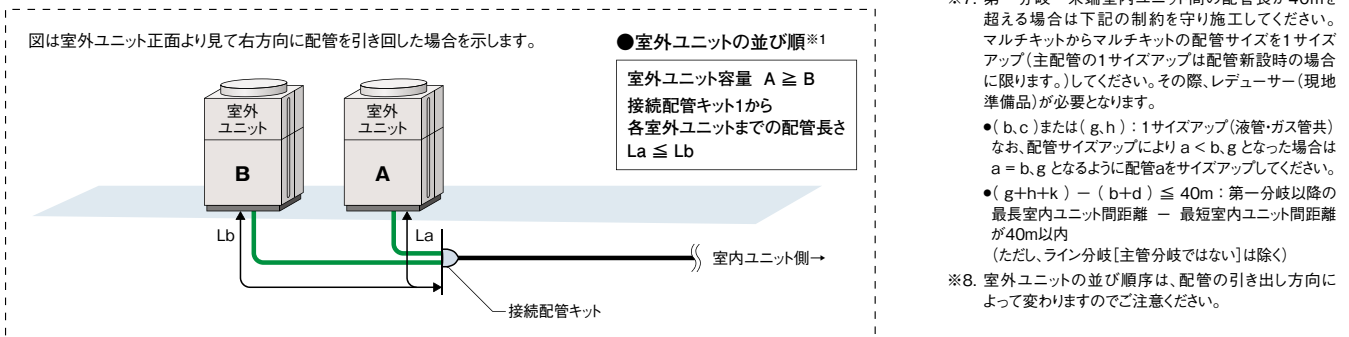 図は室外ユニット正面より見て右方向に配管を引き回した場合を示します。
●室外ユニットの並び順※1
室外ユニット容量 A ≧ B
接続配管キット1から
各室外ユニットまでの配管長さ
La ≦ Lb
室外
ユニット
B
室外
ユニット
A
Lb
La
室内ユニット側→
接続配管キット
超える場合は下記の制約を守り施工してください。
マルチキットからマルチキットの配管サイズを1サイズ
アップ(主配管の1サイズアップは配管新設時の場合
に限ります。)してください。その際、レデューサー(現地
準備品)が必要となります。
●( b,c )または( g,h ) : 1サイズアップ(液管・ガス管共)
なお、配管サイズアップにより a < b,g となった場合は
a = b,g となるように配管aをサイズアップしてください。
●( g+h+k ) − ( b+d ) ≦ 40m : 第一分岐以降の
最長室内ユニット間距離 − 最短室内ユニット間距離
が40m以内
(ただし、ライン分岐[主管分岐ではない]は除く)
※8. 室外ユニットの並び順序は、配管の引き出し方向に
よって変わりますのでご注意ください。